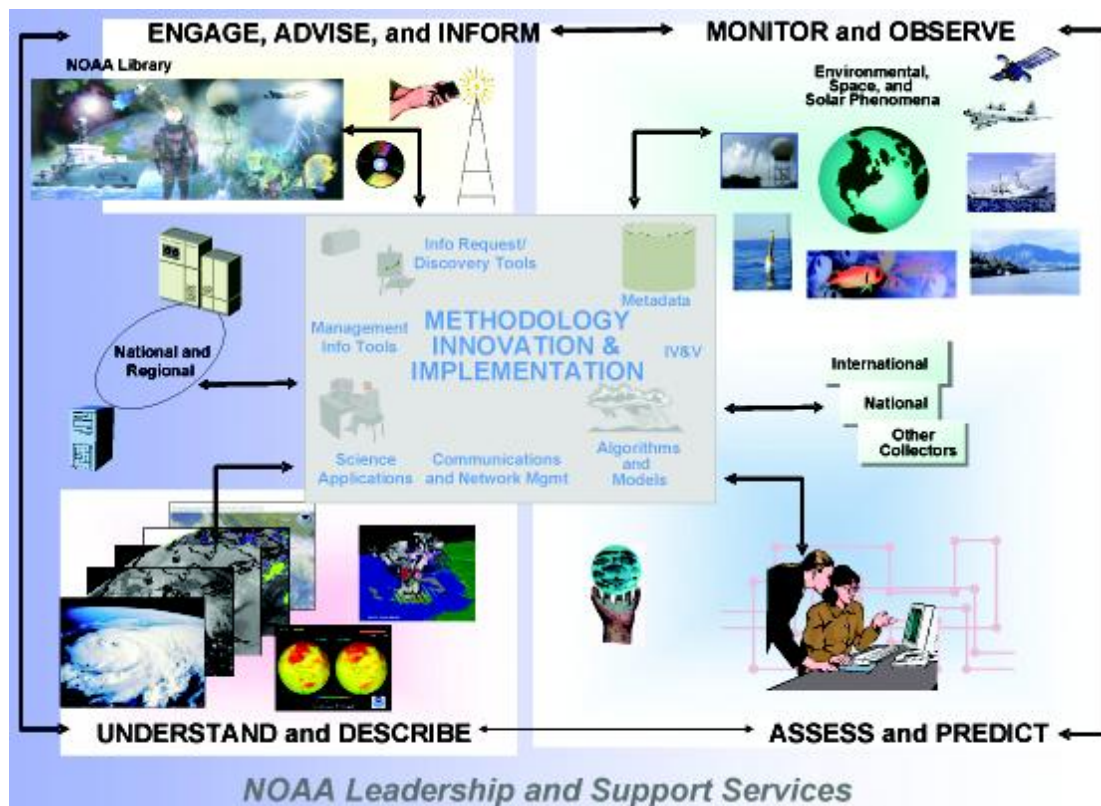 ENGAGE, ADVISE, and INFORM
MONITOR and OBSERVE
NOAA Library
Environmental,
Space, and
Solar Phenomena
Info Request/
Discovery Tools
Metadata
Management
Info Tools
METHODOLOGY
INNOVATION &
IMPLEMENTATION
IV&V
National and
Regional
International
National
Other
Collectors
Science
Applications
Communications
and Network Mgmt
Algorithms
and
Models
UNDERSTAND and DESCRIBE
ASSESS and PREDICT
NOAA Leadership and Support Services